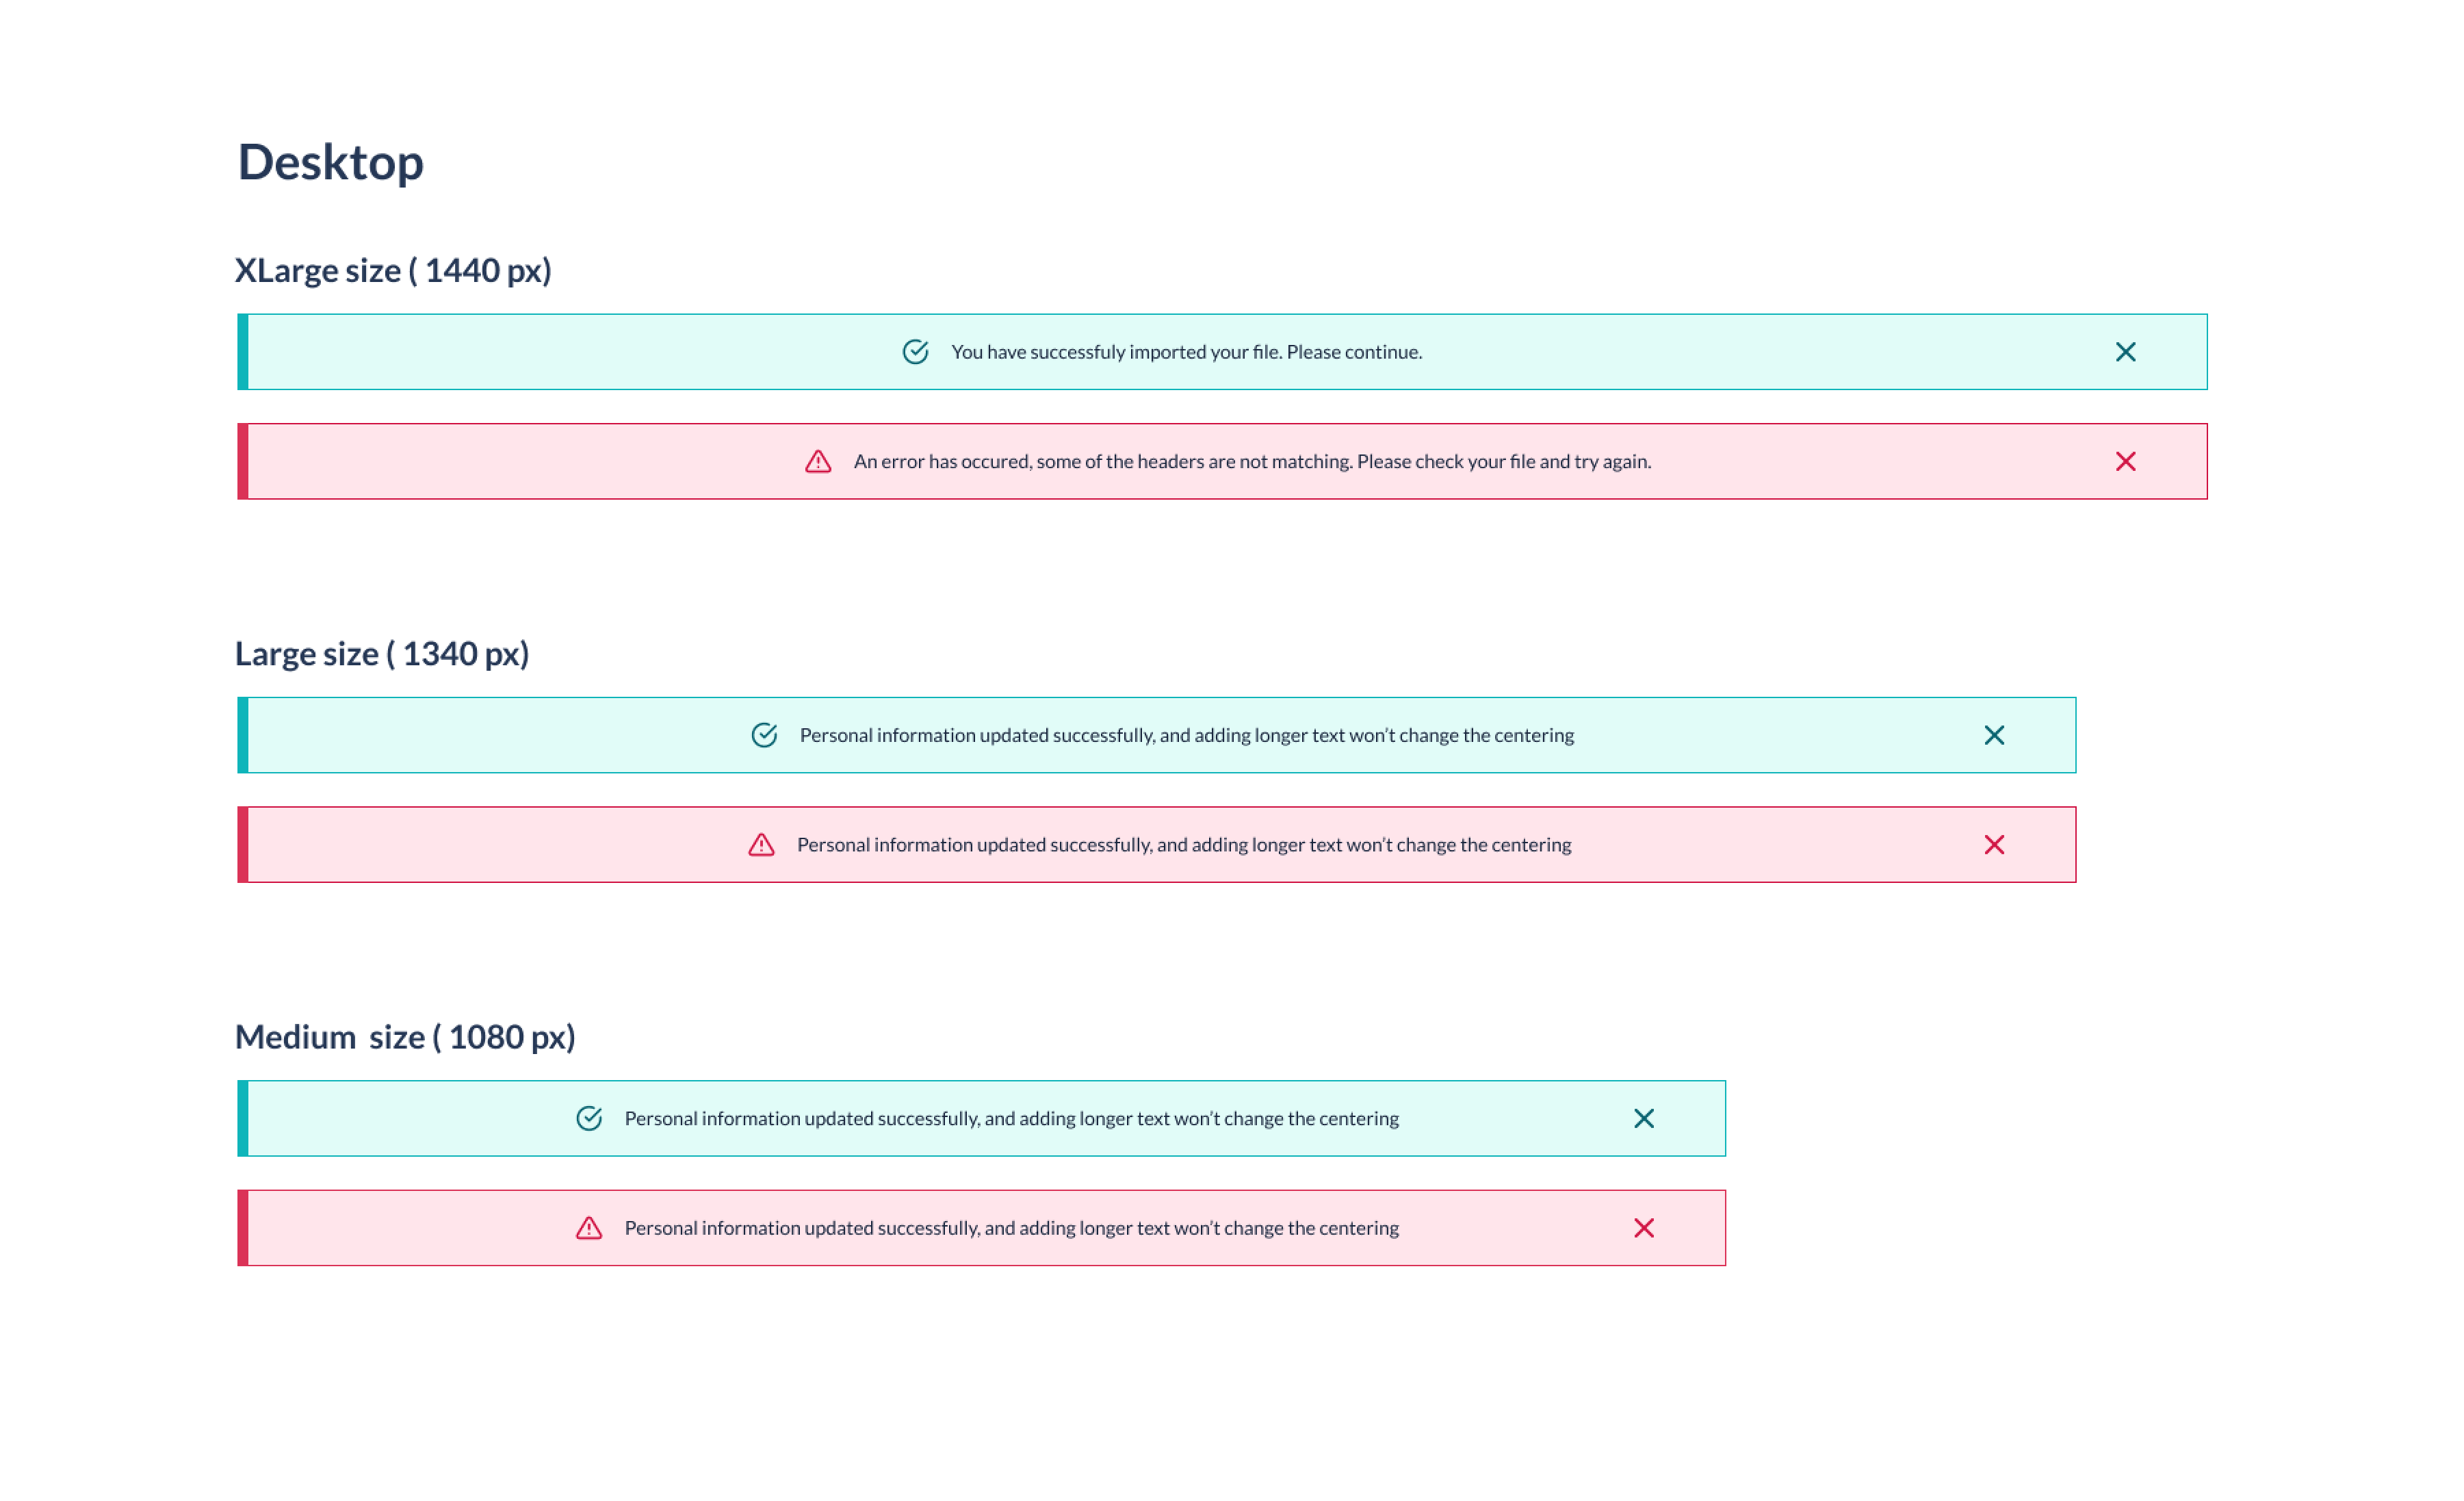 Desktop
XLarge size ( 1440 px)
You have successfuly imported your file. Please continue.
An error has occured, some of the headers are not matching. Please check your file and try again.
Large size ( 1340 px)
Personal information updated successfully, and adding longer text won’t change the centering
Personal information updated successfully, and adding longer text won’t change the centering
Medium  size ( 1080 px)
Personal information updated successfully, and adding longer text won’t change the centering
Personal information updated successfully, and adding longer text won’t change the centering